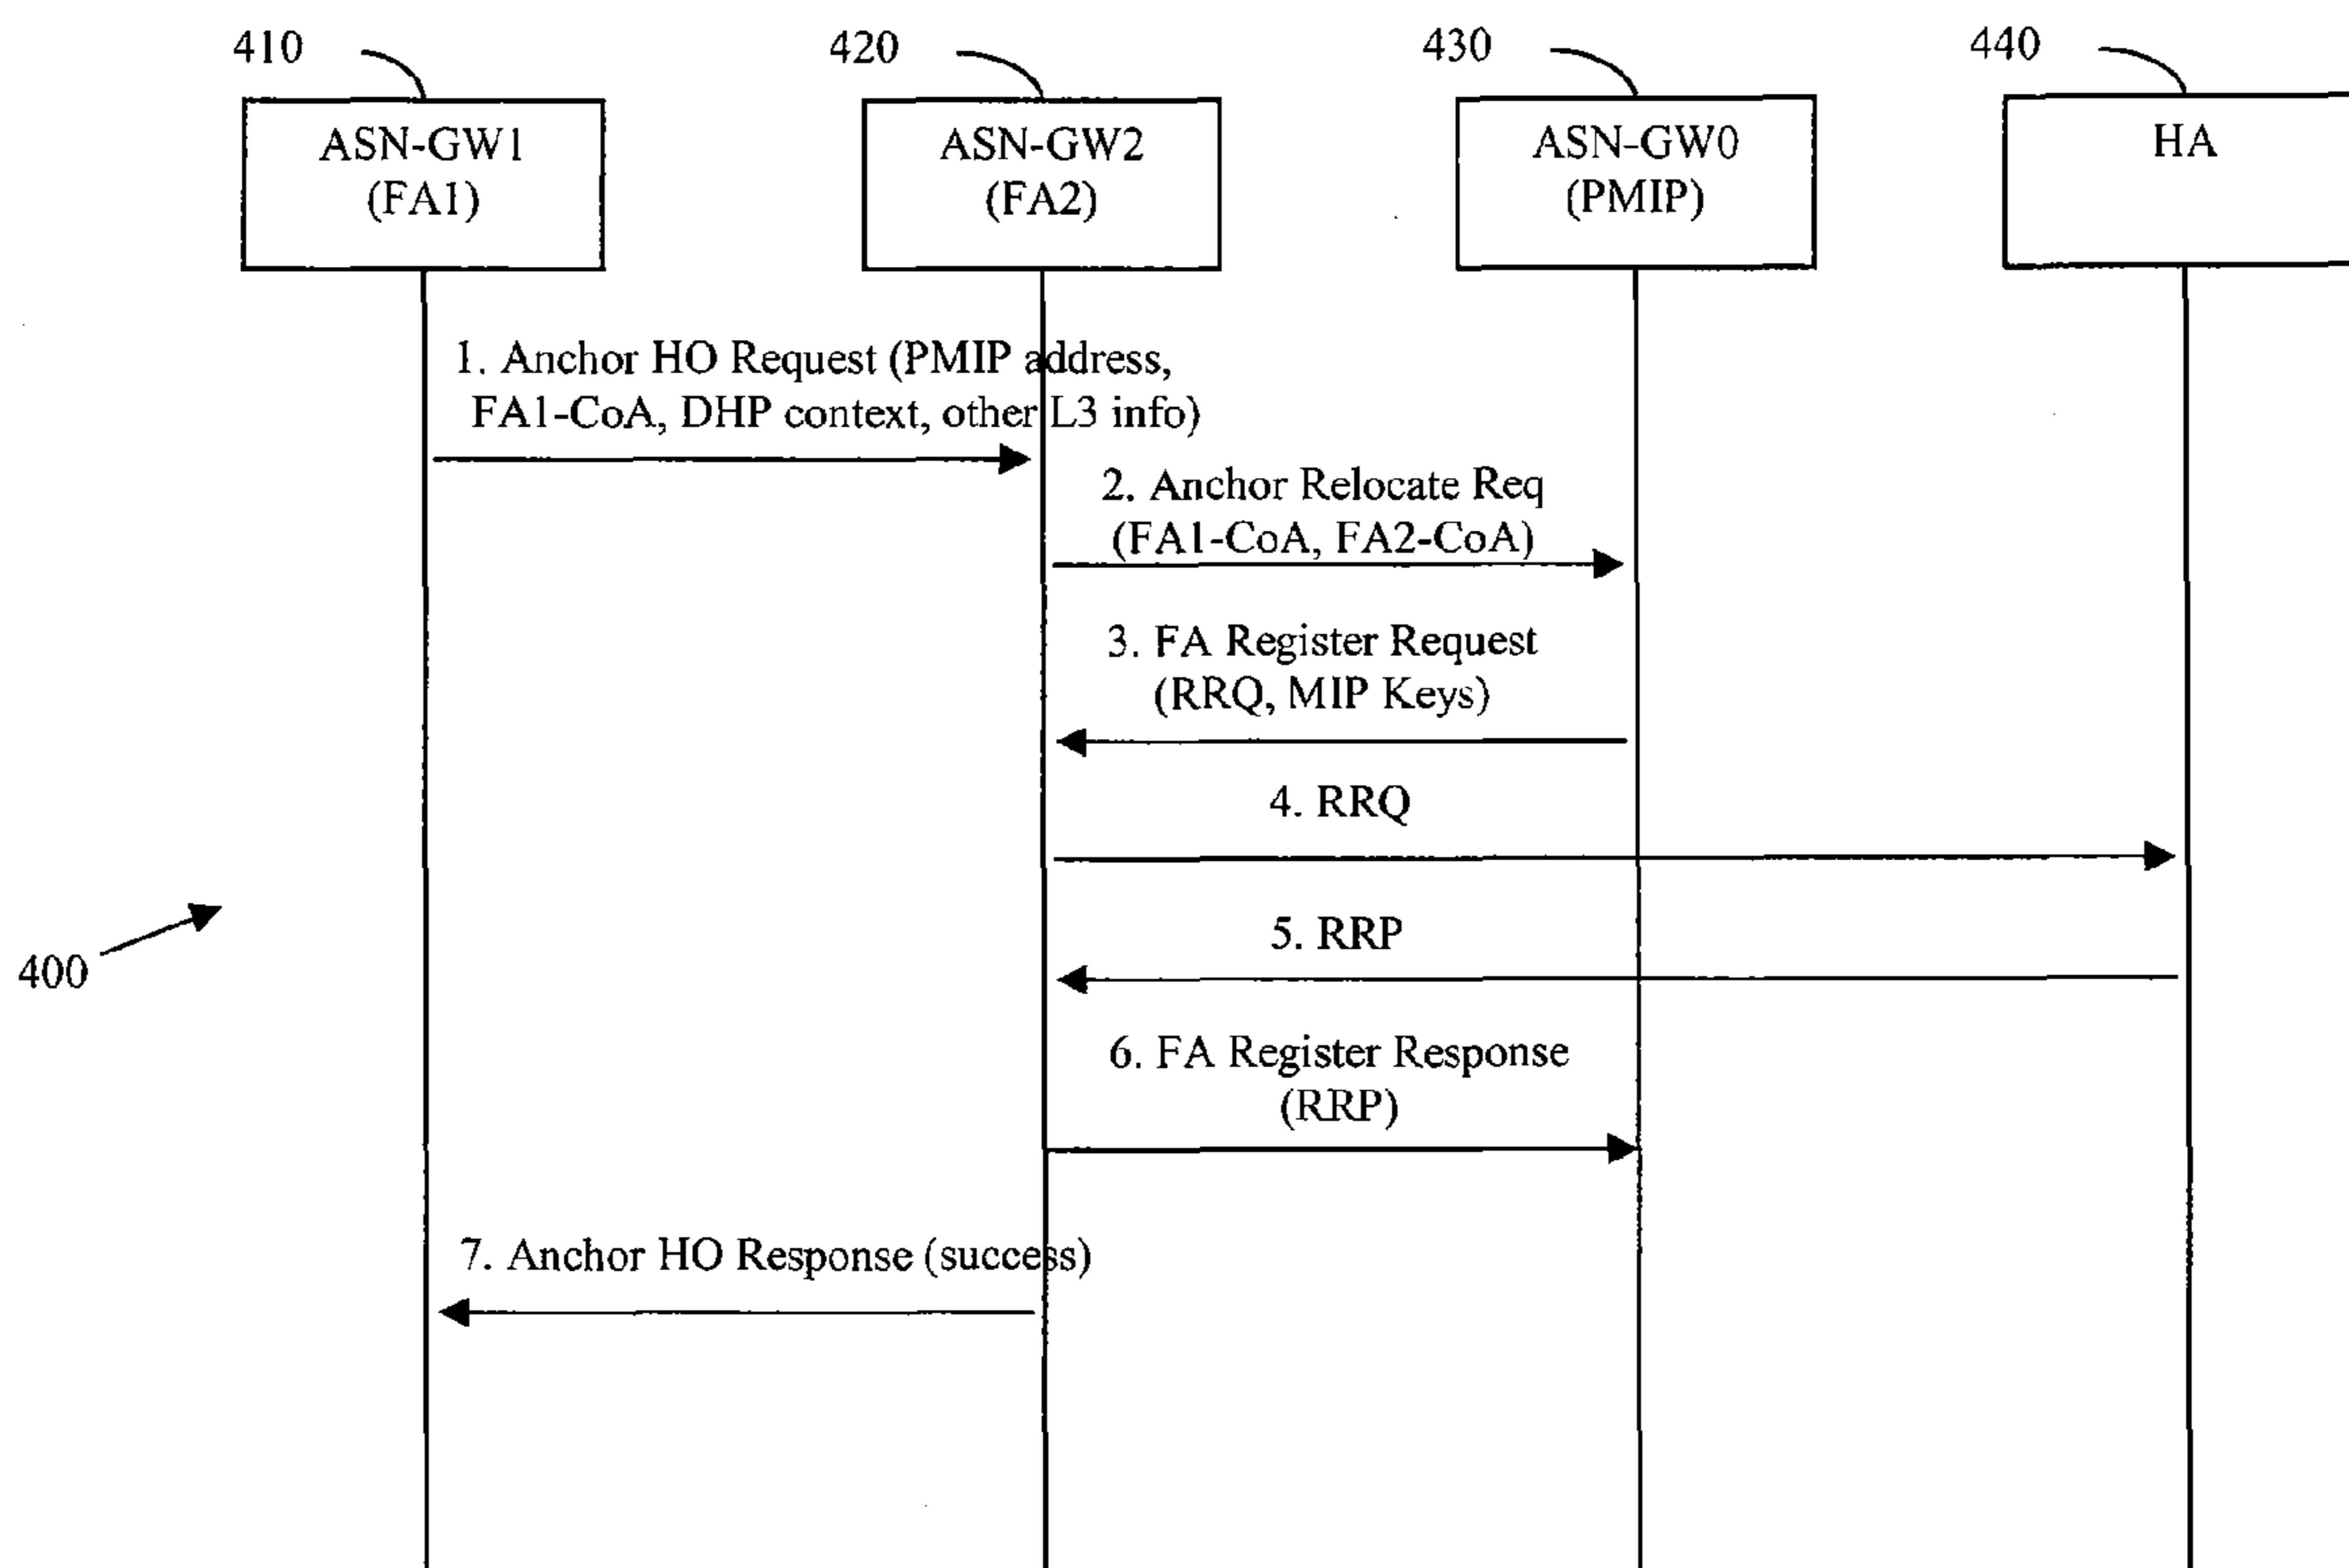 410
420
430
440
ASN-GW1
(FA1)
ASN-GW2
(FA2)
ASN-GW0
(PMIP)
HA
1. Anchor HO Request (PMIP address,
FA1-CoA, DHP context, other L3 info)
2. Anchor Relocate Req
(FA1-CoA, FA2-CoA)
3. FA Register Request
(RRQ, MIP Keys)
4. RRQ
5. RRP
400
6. FA Register Response
(RRP)
7. Anchor HO Response (success)